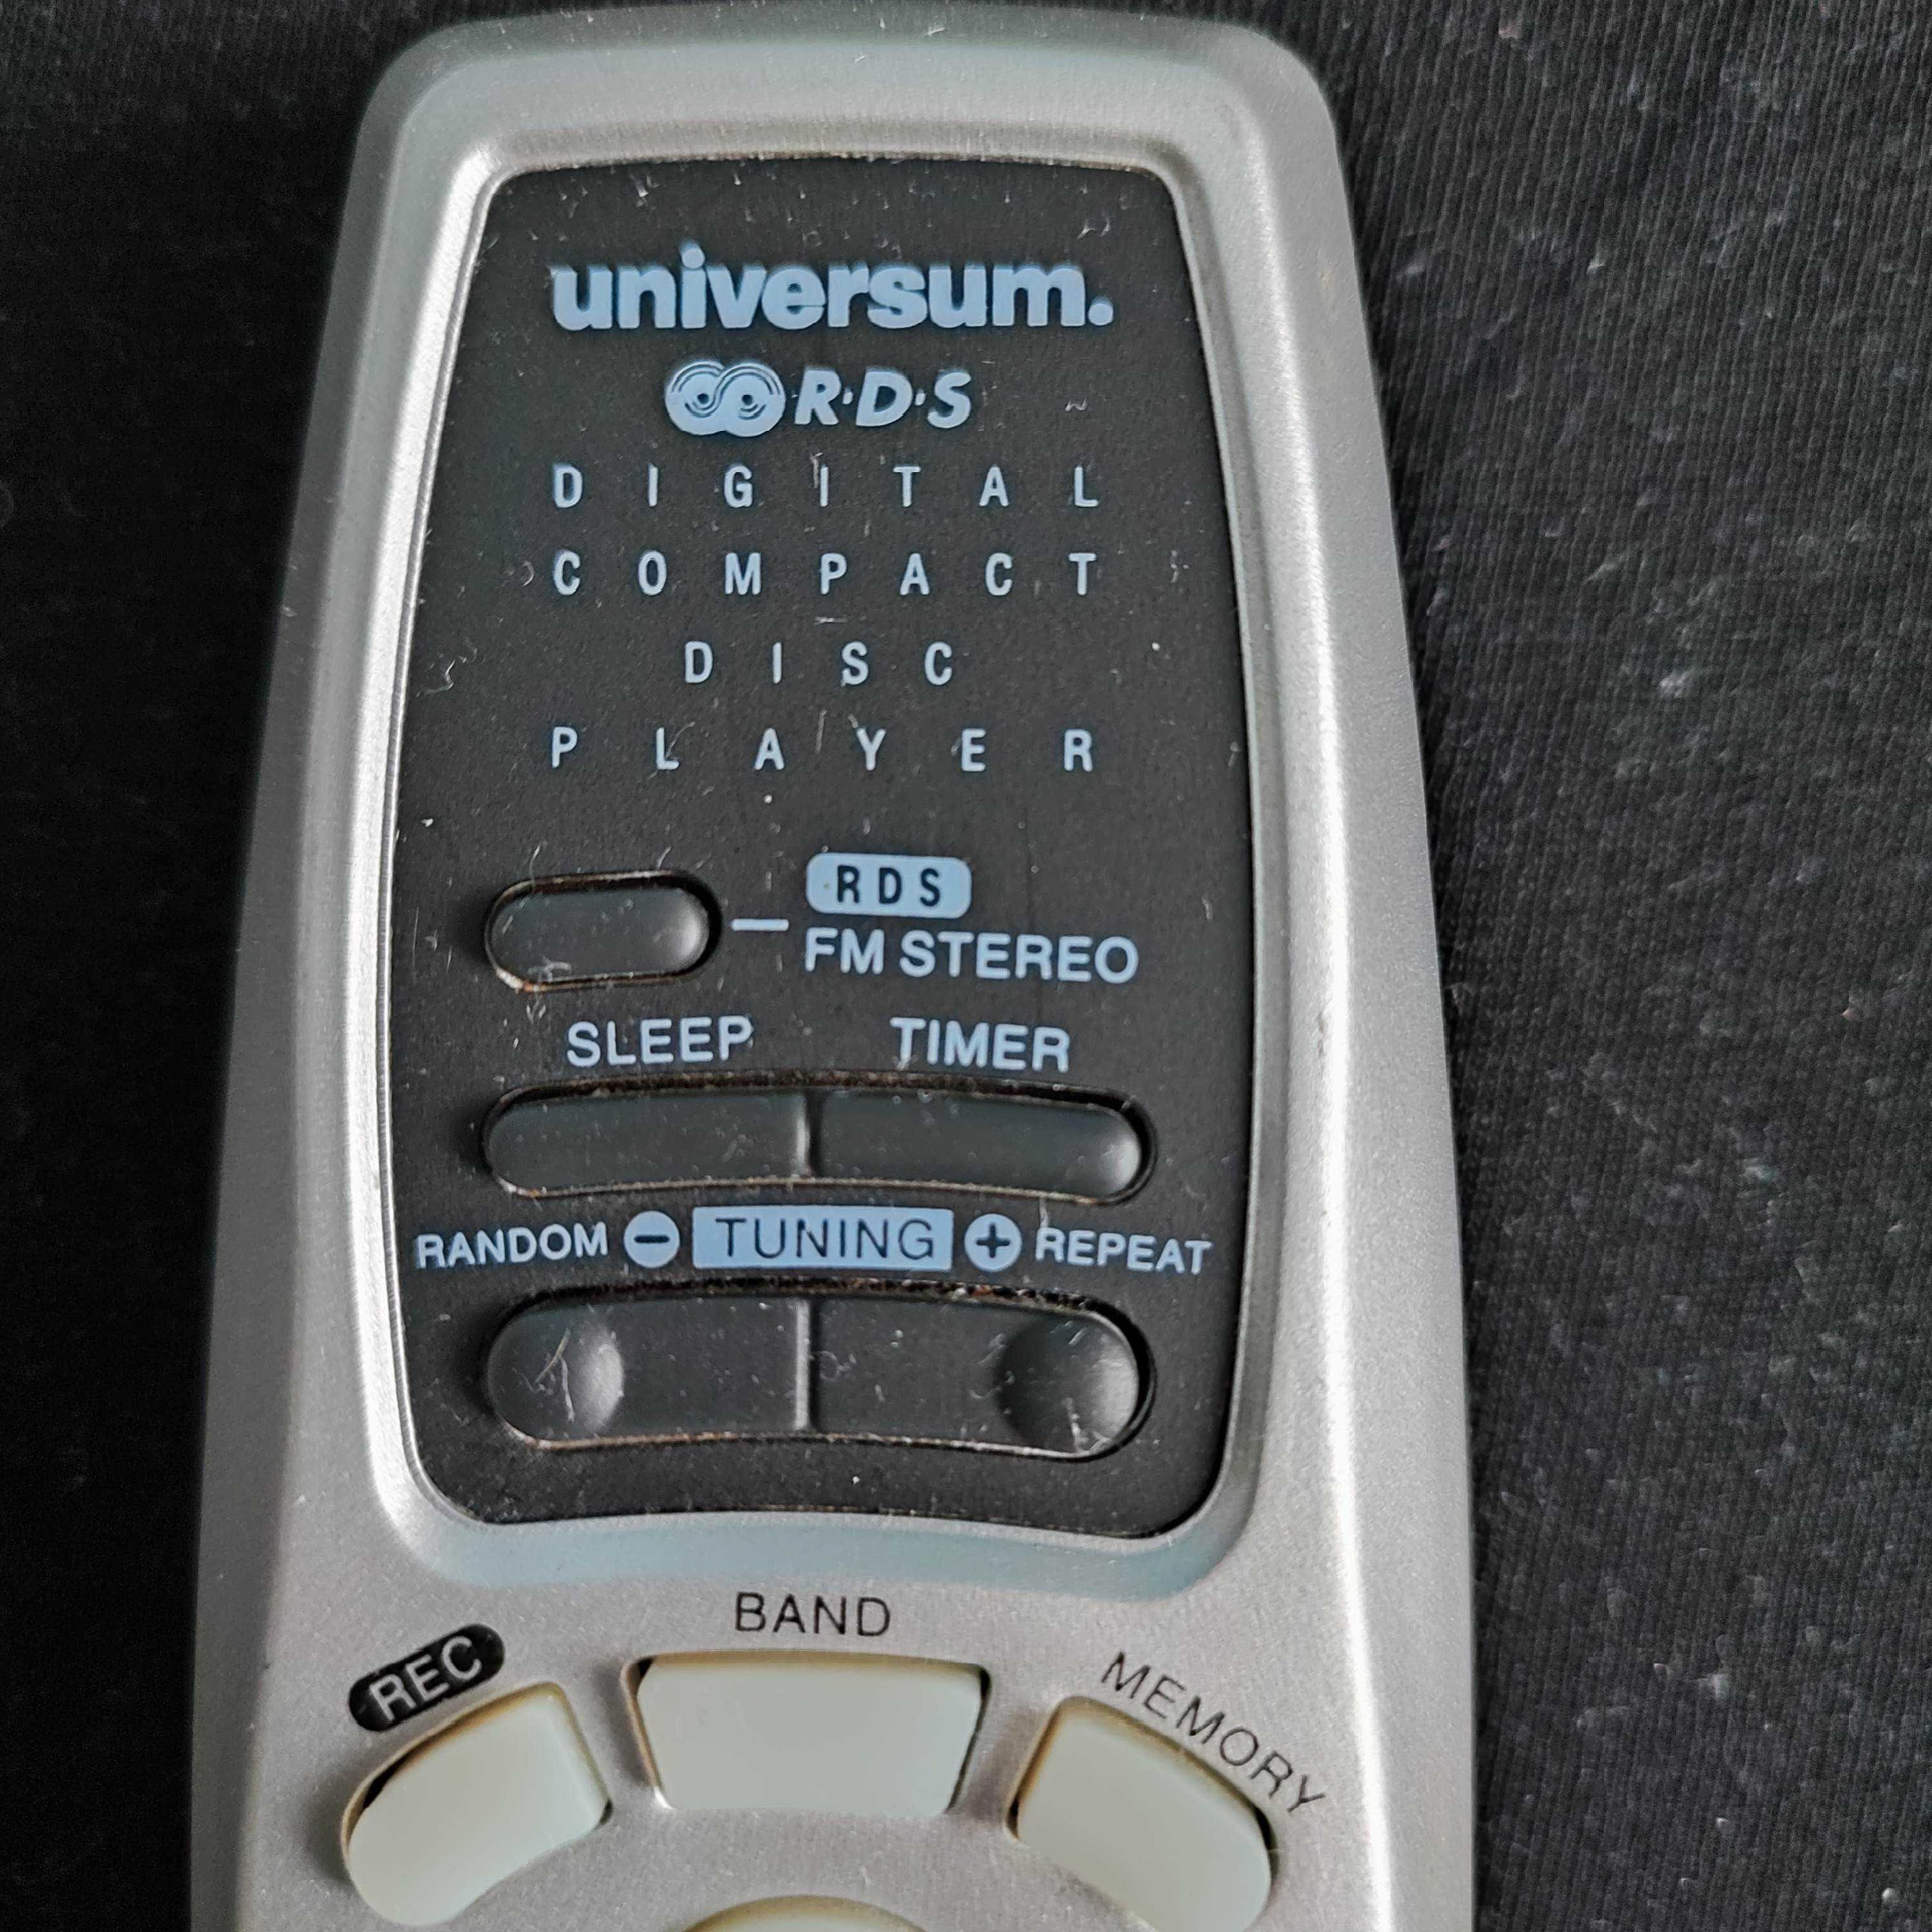 universum.
R·D·S
DIGITAL
COMPACT
DISC
PLAYER
RDS
FM STEREO
SLEEP TIMER
RANDOM - TUNING + REPEAT
BAND
REC
MEMORY